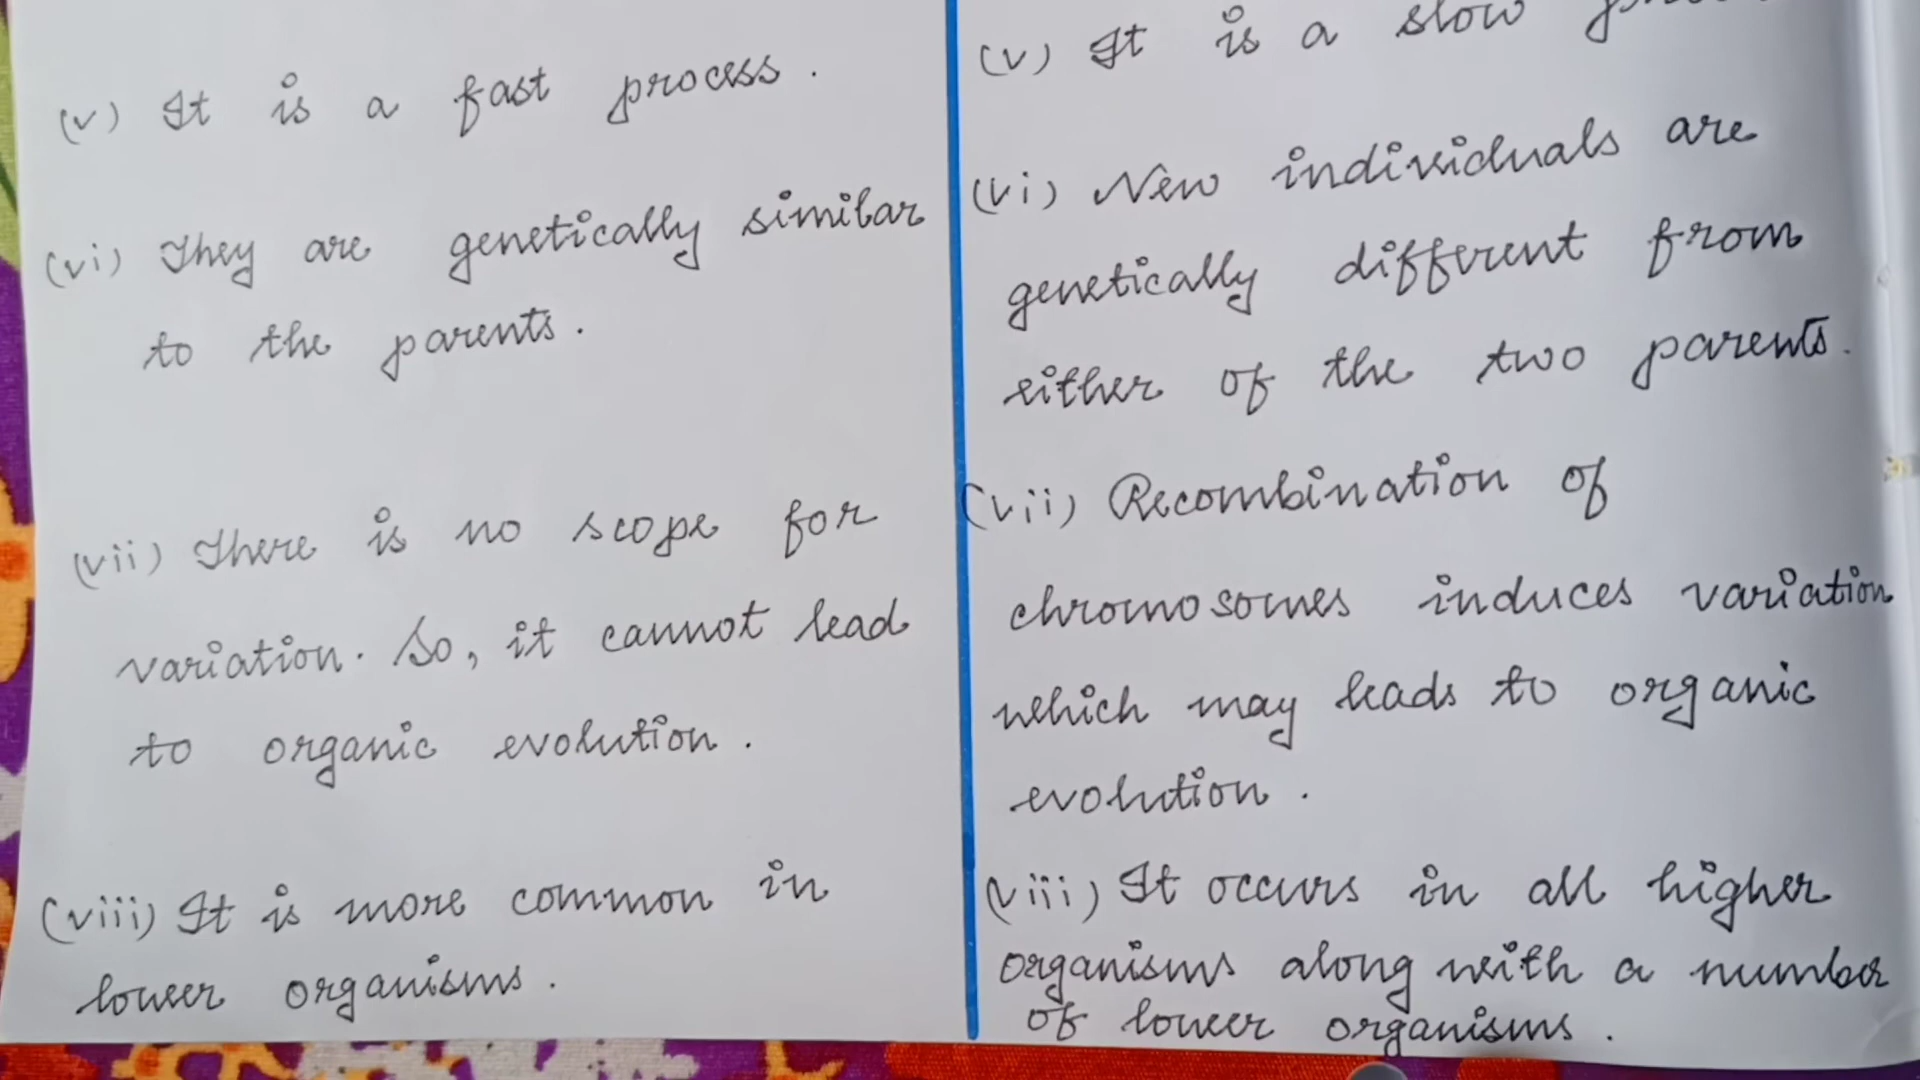 (v) It is a fast process.
(vi) They are genetically similar
to the parents.
(vii) There is no scope for
variation. So, it cannot lead
to organic evolution.
(viii) It is more common in
lower organisms.
(v) It is a slow
(vi) New individuals are
genetically different from
either of the two parents.
(vii) Recombination of
chromosomes induces variation
which may leads to organic
evolution.
(viii) It occurs in all higher
organisms along with a number
of lower organisms.